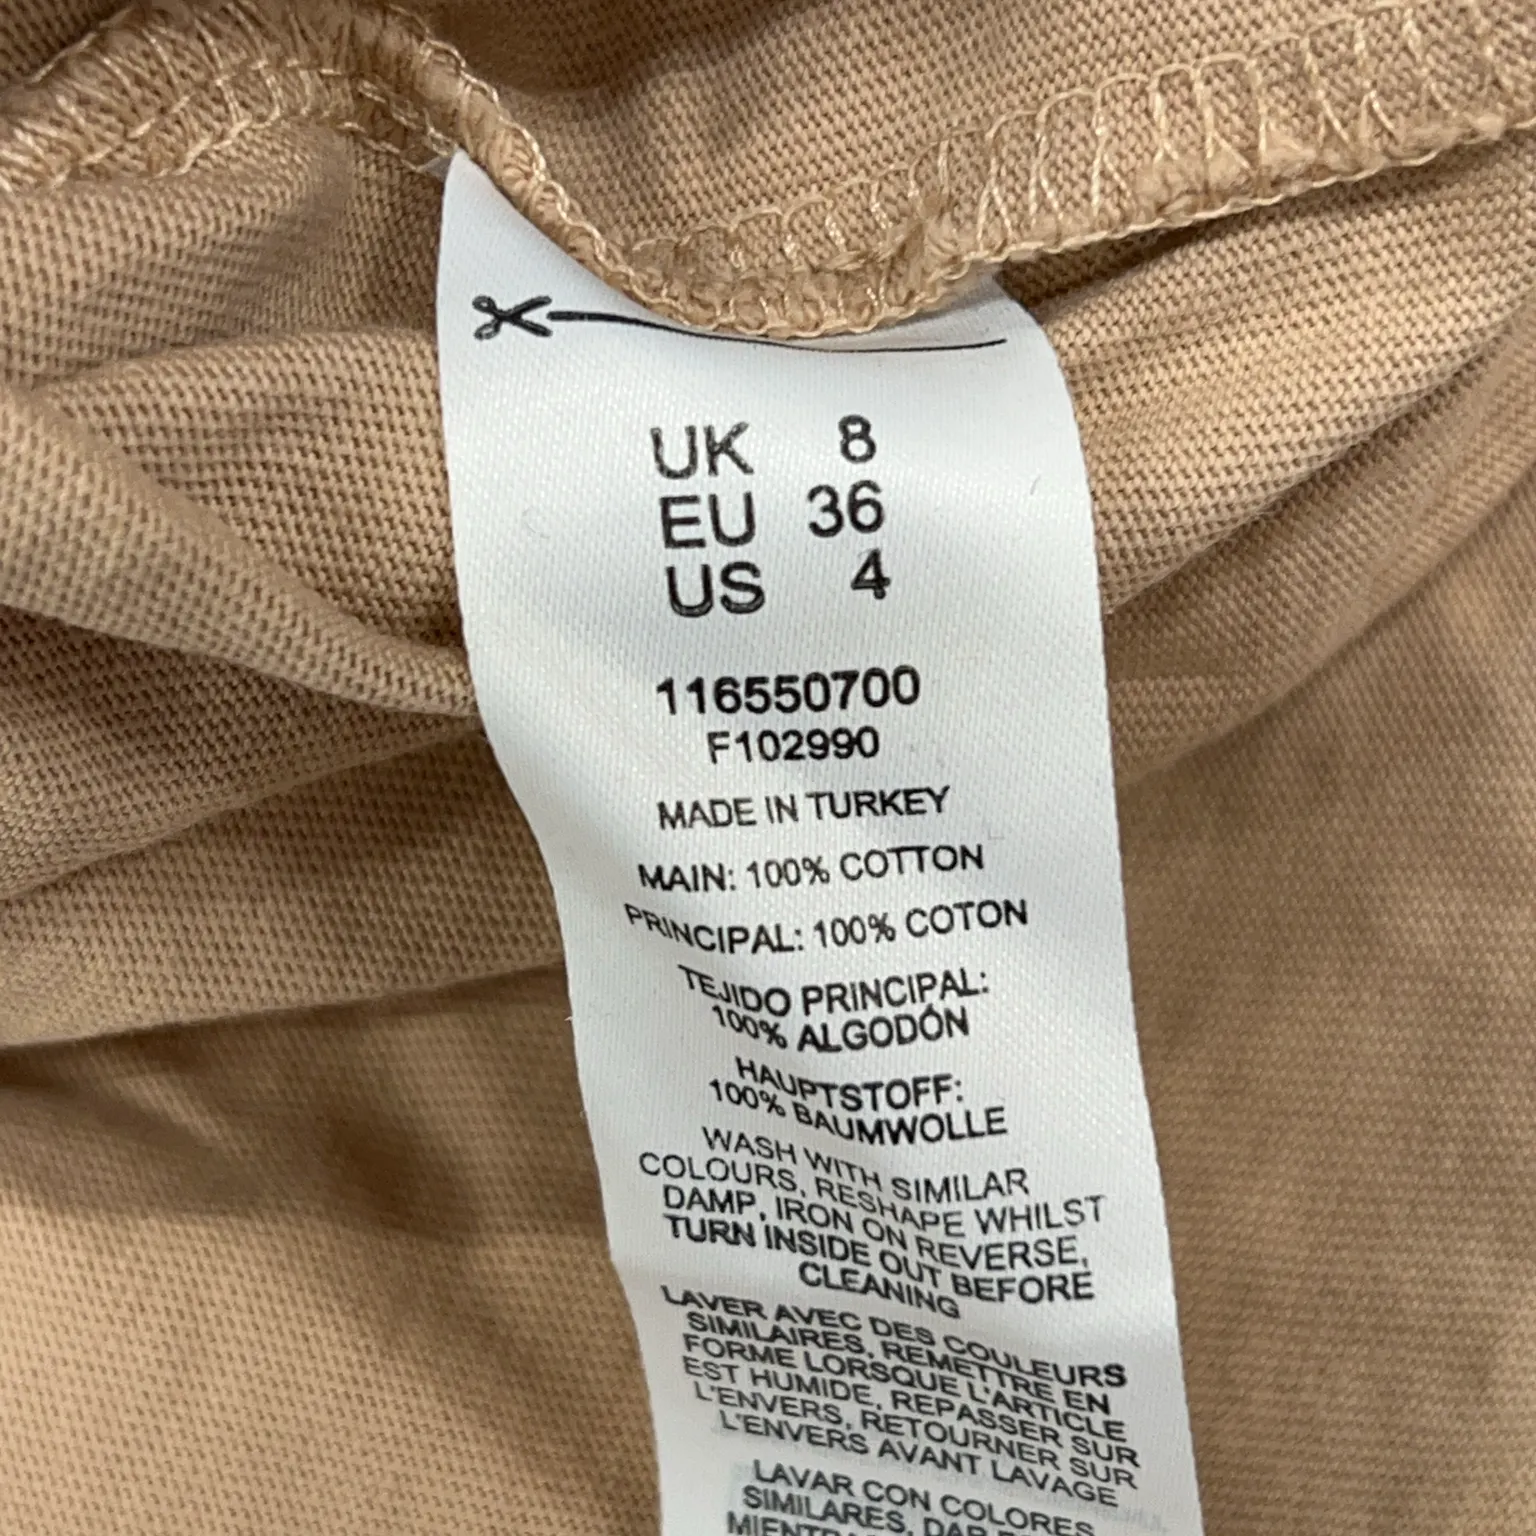 UK 8
EU 36
US 4
116550700
F102990
MADE IN TURKEY
MAIN: 100% COTTON
PRINCIPAL: 100% COTON
TEJIDO PRINCIPAL:
100% ALGODÓN
HAUPTSTOFF:
100% BAUMWOLLE
WASH WITH SIMILAR
COLOURS, RESHAPE WHILST
DAMP, IRON ON REVERSE,
TURN INSIDE OUT BEFORE
CLEANING
LAVER AVEC DES COULEURS
SIMILAIRES, REMETTRE EN
FORME LORSQUE L'ARTICLE
EST HUMIDE, REPASSER SUR
L'ENVERS, RETOURNER SUR
L'ENVERS AVANT LAVAGE
LAVAR CON COLORES
SIMILARES, DAR